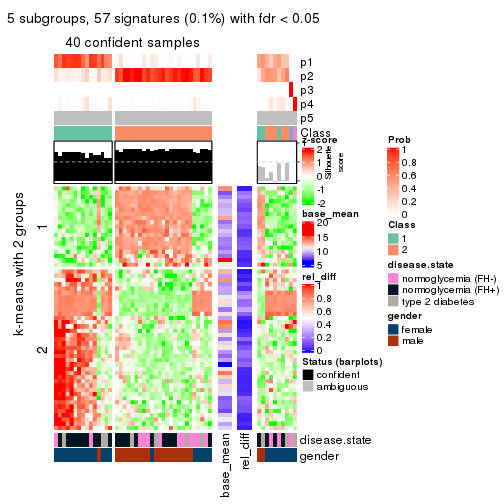 5 subgroups, 57 signatures (0.1%) with fdr < 0.05
40 confident samples
p1
p2
p3
p4
p5
Class
k-means with 2 groups
1
2
z-score
2
1
0
-1
-2
Silhouette
score
base_mean
20
15
10
5
rel_diff
1
0.8
0.6
0.4
0.2
0
Status (barplots)
confident
ambiguous
Prob
1
0.8
0.6
0.4
0.2
0
Class
1
2
disease.state
normoglycemia (FH-)
normoglycemia (FH+)
type 2 diabetes
gender
female
male
disease.state
gender
base_mean
rel_diff